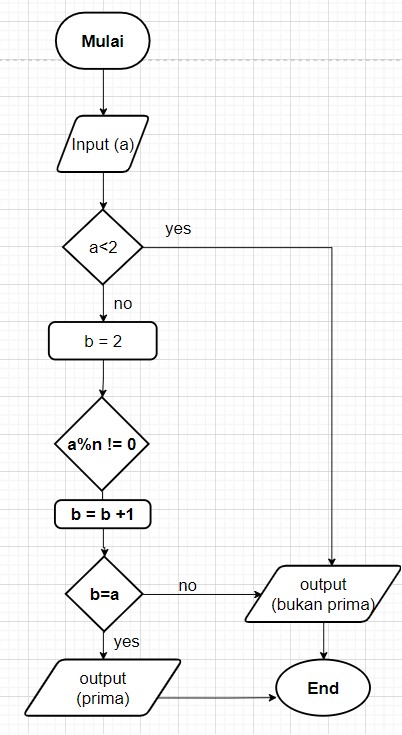 Mulai
Input (a)
a<2
yes
no
b = 2
a%n != 0
b = b +1
b=a
no
output
(bukan prima)
yes
output
(prima)
End